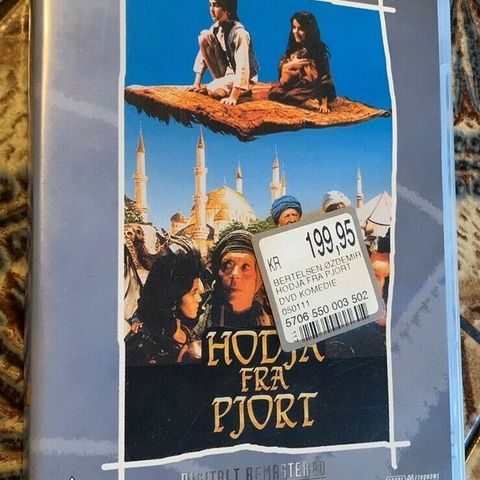 KR 199,95
BERTELSEN,ØZDEMIR
HODJA FRA PJORT
DVD KOMEDIE
050111
5706 550 003 502
HODJA
FRA
PJORT
DIGITALT REMASTERED
METRONOME